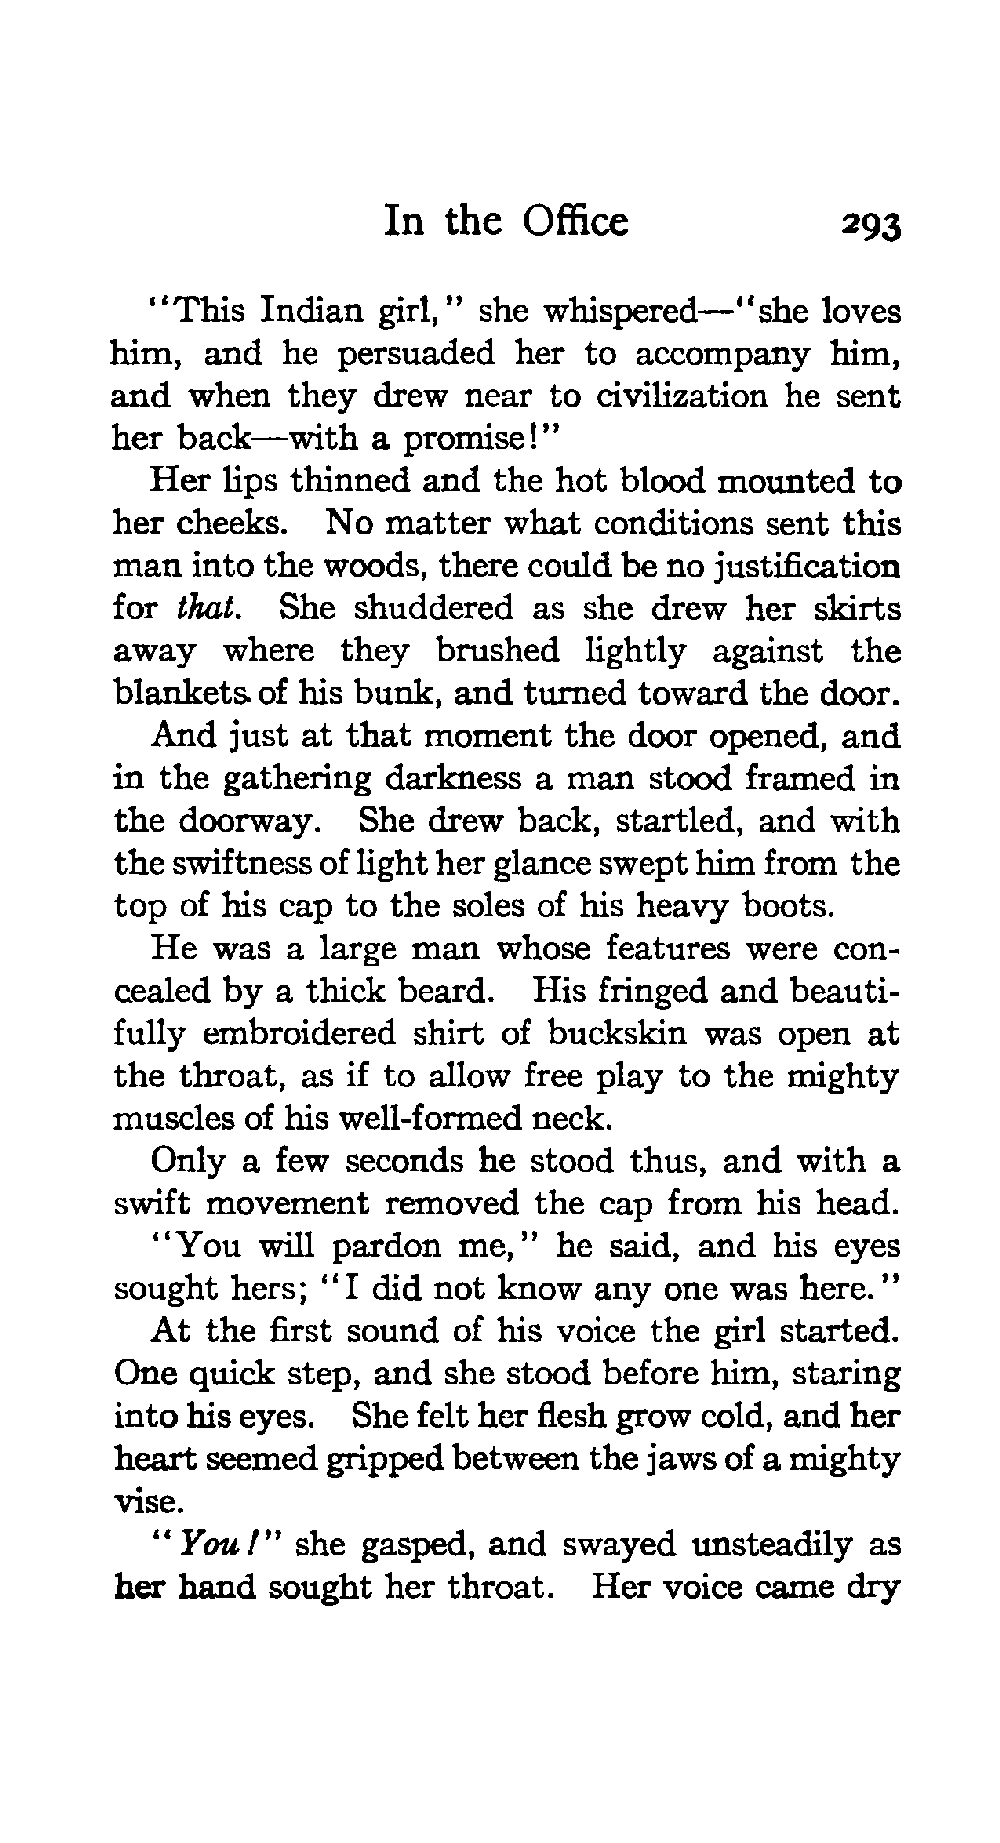 In the Office 293
"This Indian girl," she whispered—"she loves
him, and he persuaded her to accompany him,
and when they drew near to civilization he sent
her back—with a promise!"
Her lips thinned and the hot blood mounted to
her cheeks. No matter what conditions sent this
man into the woods, there could be no justification
for that. She shuddered as she drew her skirts
away where they brushed lightly against the
blankets of his bunk, and turned toward the door.
And just at that moment the door opened, and
in the gathering darkness a man stood framed in
the doorway. She drew back, startled, and with
the swiftness of light her glance swept him from the
top of his cap to the soles of his heavy boots.
He was a large man whose features were con-
cealed by a thick beard. His fringed and beauti-
fully embroidered shirt of buckskin was open at
the throat, as if to allow free play to the mighty
muscles of his well-formed neck.
Only a few seconds he stood thus, and with a
swift movement removed the cap from his head.
"You will pardon me," he said, and his eyes
sought hers; "I did not know any one was here."
At the first sound of his voice the girl started.
One quick step, and she stood before him, staring
into his eyes. She felt her flesh grow cold, and her
heart seemed gripped between the jaws of a mighty
vise.
"You!" she gasped, and swayed unsteadily as
her hand sought her throat. Her voice came dry